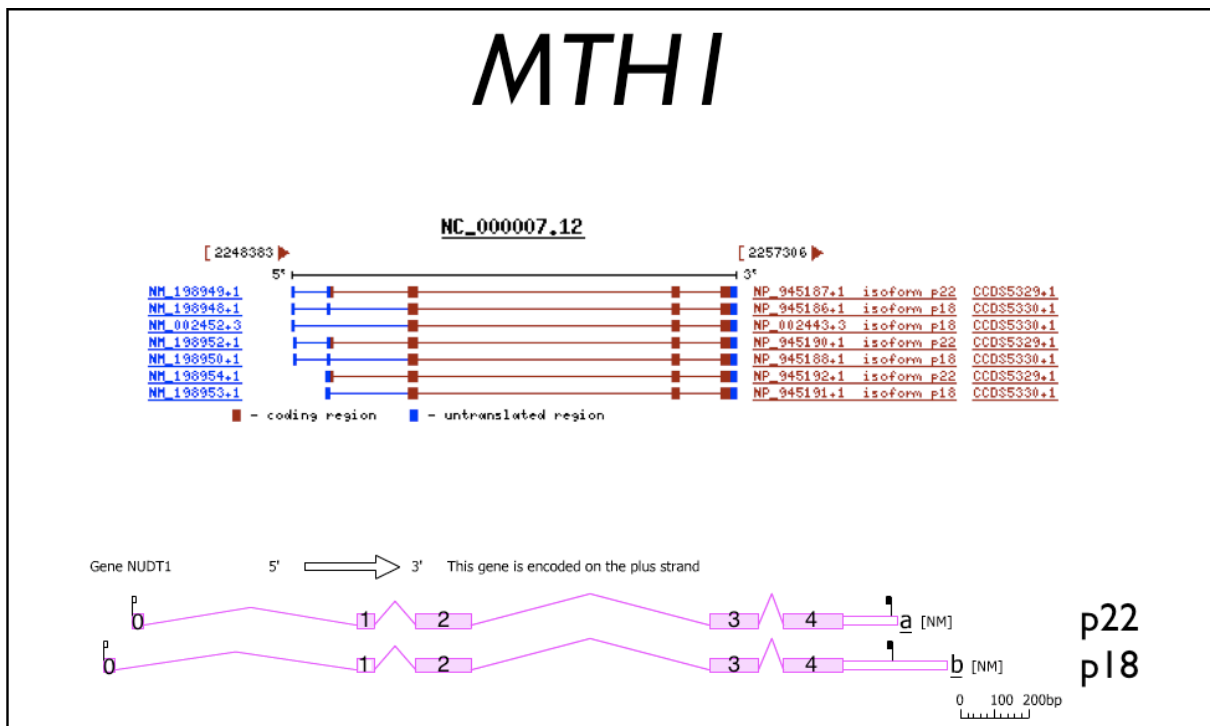 MTH1
NC_000007.12
[2248383 [2257306
5' 3'
NM_198949.1 NP_945187.1 isoform p22 CCDS5329.1
NM_198948.1 NP_945186.1 isoform p18 CCDS5330.1
NM_002452.3 NP_002443.3 isoform p18 CCDS5330.1
NM_198952.1 NP_945190.1 isoform p22 CCDS5329.1
NM_198950.1 NP_945188.1 isoform p18 CCDS5330.1
NM_198954.1 NP_945192.1 isoform p22 CCDS5329.1
NM_198953.1 NP_945191.1 isoform p18 CCDS5330.1
- coding region - untranslated region
Gene NUDT1 5' 3' This gene is encoded on the plus strand
0 1 2 3 4 a [NM] p22
0 1 2 3 4 b [NM] p18
0 100 200bp